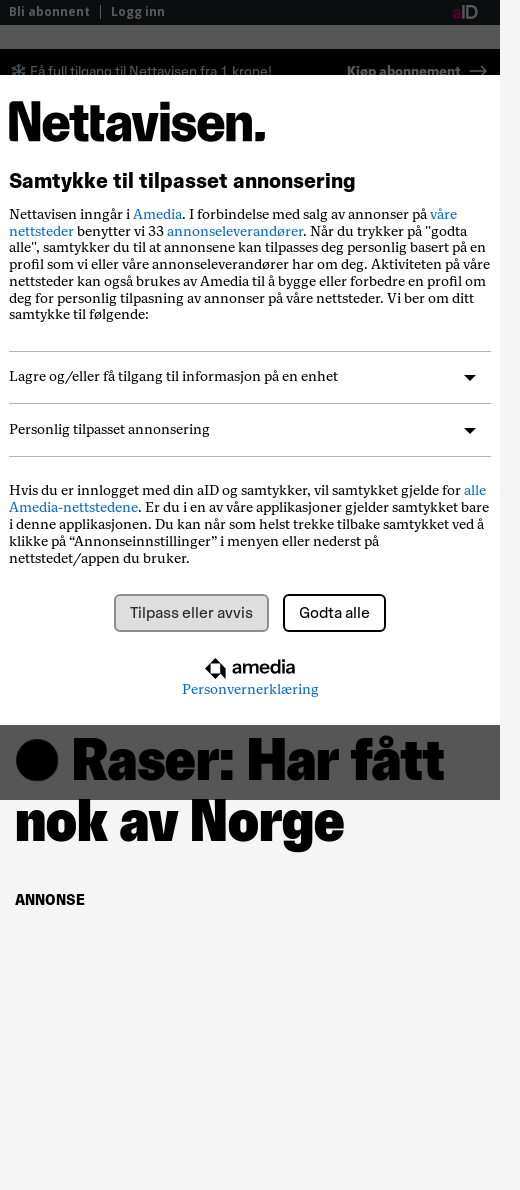 Bli abonnent | Logg inn
aID
Få full tilgang til Nettavisen fra 1 krone!
Kjøp abonnement →
Nettavisen.
Samtykke til tilpasset annonsering
Nettavisen inngår i Amedia. I forbindelse med salg av annonser på våre
nettsteder benytter vi 33 annonseleverandører. Når du trykker på "godta
alle", samtykker du til at annonsene kan tilpasses deg personlig basert på en
profil som vi eller våre annonseleverandører har om deg. Aktiviteten på våre
nettsteder kan også brukes av Amedia til å bygge eller forbedre en profil om
deg for personlig tilpasning av annonser på våre nettsteder. Vi ber om ditt
samtykke til følgende:
Lagre og/eller få tilgang til informasjon på en enhet
Personlig tilpasset annonsering
Hvis du er innlogget med din aID og samtykker, vil samtykket gjelde for alle
Amedia-nettstedene. Er du i en av våre applikasjoner gjelder samtykket bare
i denne applikasjonen. Du kan når som helst trekke tilbake samtykket ved å
klikke på “Annonseinnstillinger” i menyen eller nederst på
nettstedet/appen du bruker.
Tilpass eller avvis
Godta alle
amedia
Personvernerklæring
Raser: Har fått
nok av Norge
ANNONSE